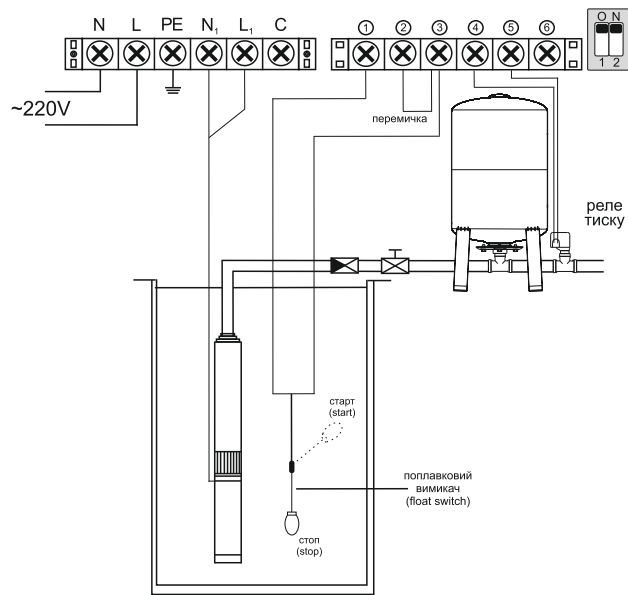 N L PE N1 L1 C
① ② ③ ④ ⑤ ⑥
O N
1 2
~220V
перемичка
реле
тиску
старт
(start)
поплавковий
вимикач
(float switch)
стоп
(stop)